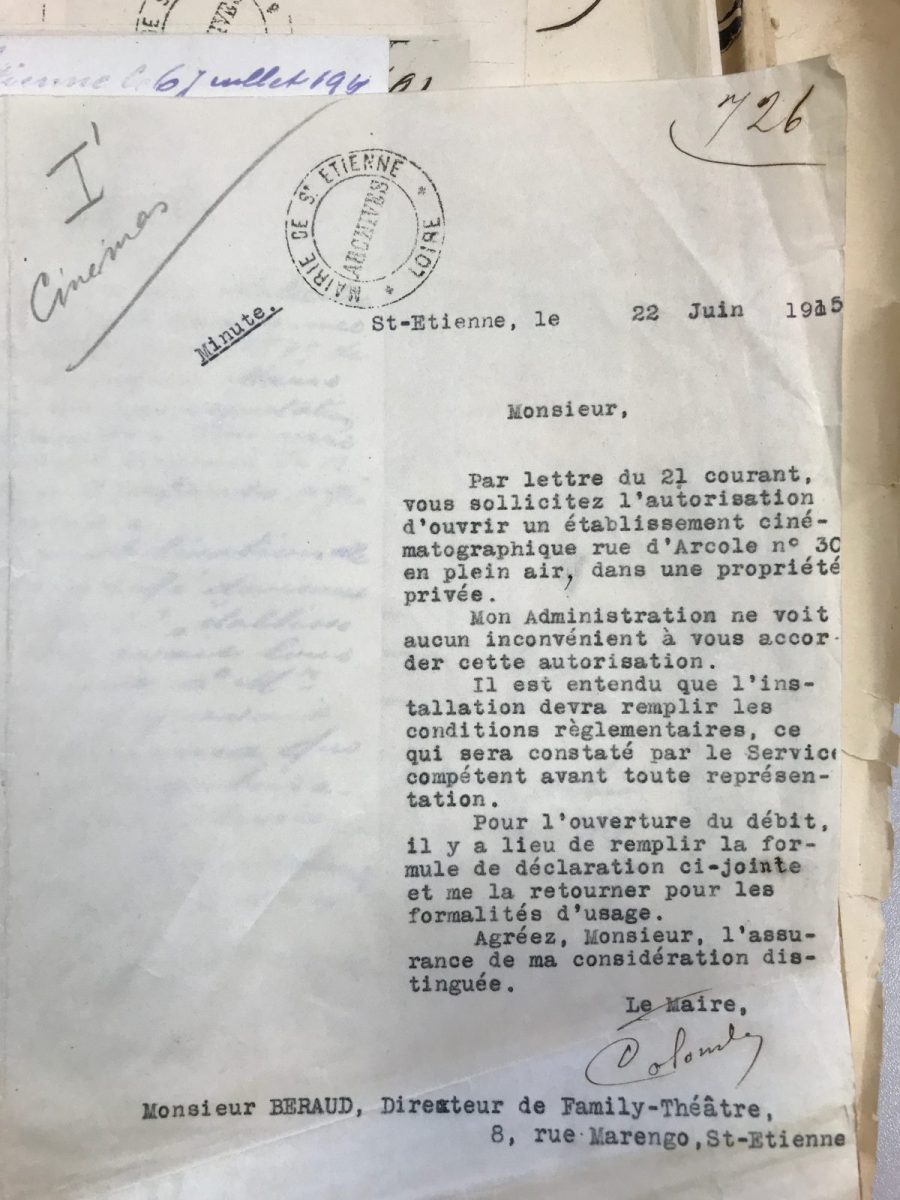 6 Juillet 191
726
I'
Cinémas
MAIRIE DE St ETIENNE * LOIRE *
ARCHIVES
Minute.
St-Etienne, le 22 Juin 1915
Monsieur,
Par lettre du 21 courant,
vous sollicitez l'autorisation
d'ouvrir un établissement ciné-
matographique rue d'Arcole n° 30
en plein air, dans une propriété
privée.
Mon Administration ne voit
aucun inconvénient à vous accor-
der cette autorisation.
Il est entendu que l'ins-
tallation devra remplir les
conditions règlementaires, ce
qui sera constaté par le Service
compétent avant toute représen-
tation.
Pour l'ouverture du débit,
il y a lieu de remplir la for-
mule de déclaration ci-jointe
et me la retourner pour les
formalités d'usage.
Agréez, Monsieur, l'assu-
rance de ma considération dis-
tinguée.
Le Maire,
Monsieur BERAUD, Directeur de Family-Théâtre,
8, rue Marengo, St-Etienne